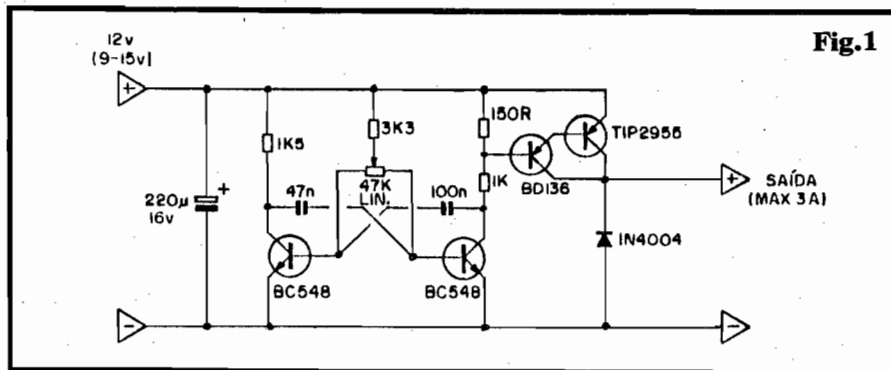 Fig.1
12v
(9-15v)
+
150R
3K3
TIP2955
1K5
47K
LIN.
1K
BD136
+
SAÍDA
(MAX 3A)
47n
100n
+
220µ
16v
1N4004
BC548
BC548
-
-